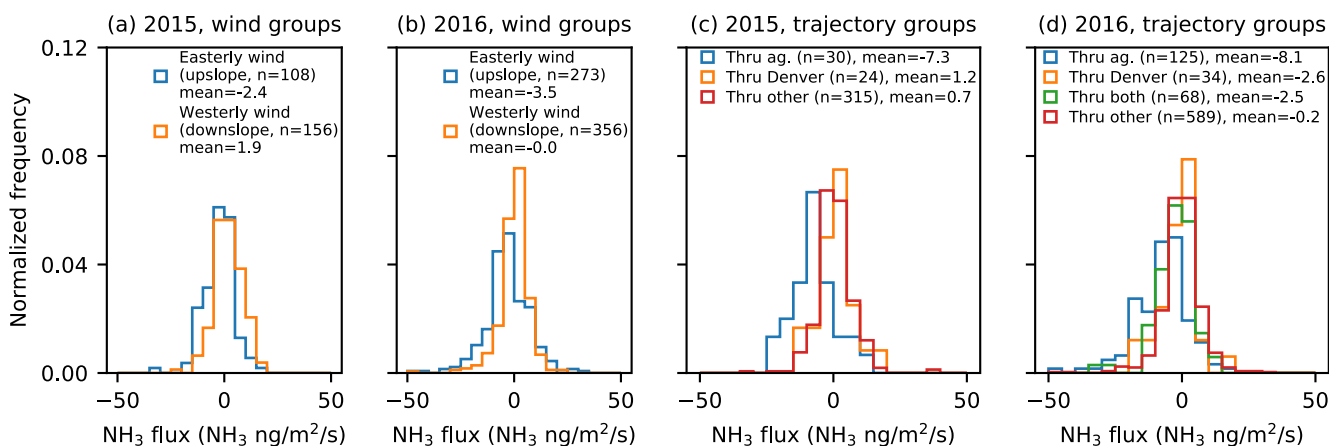 (a) 2015, wind groups
(b) 2016, wind groups
(c) 2015, trajectory groups
(d) 2016, trajectory groups
Normalized frequency
0.12
0.08
0.04
0.00
Easterly wind
(upslope, n=108)
mean=-2.4
Westerly wind
(downslope, n=156)
mean=1.9
−50
0
50
NH₃ flux (NH₃ ng/m²/s)
Easterly wind
(upslope, n=273)
mean=-3.5
Westerly wind
(downslope, n=356)
mean=-0.0
−50
0
50
NH₃ flux (NH₃ ng/m²/s)
Thru ag. (n=30), mean=-7.3
Thru Denver (n=24), mean=1.2
Thru other (n=315), mean=0.7
−50
0
50
NH₃ flux (NH₃ ng/m²/s)
Thru ag. (n=125), mean=-8.1
Thru Denver (n=34), mean=-2.6
Thru both (n=68), mean=-2.5
Thru other (n=589), mean=-0.2
−50
0
50
NH₃ flux (NH₃ ng/m²/s)